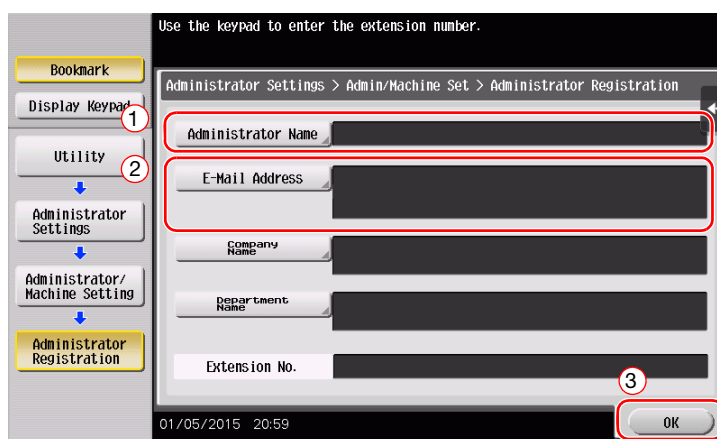 Use the keypad to enter the extension number.
Bookmark
Display Keypad
1
Utility
2
Administrator
Settings
Administrator/
Machine Setting
Administrator
Registration
Administrator Settings > Admin/Machine Set > Administrator Registration
Administrator Name
E-Mail Address
Company
Name
Department
Name
Extension No.
3
01/05/2015 20:59
OK